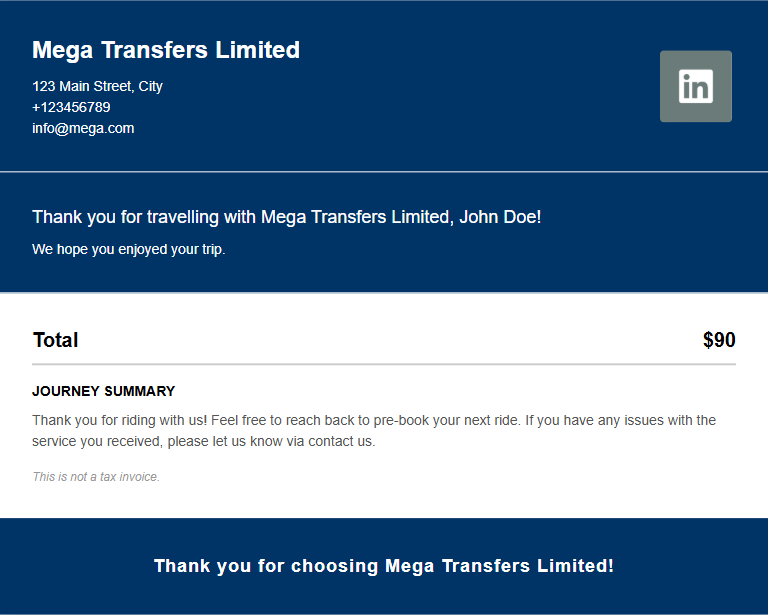 Mega Transfers Limited
123 Main Street, City
+123456789
info@mega.com
in
Thank you for travelling with Mega Transfers Limited, John Doe!
We hope you enjoyed your trip.
Total $90
JOURNEY SUMMARY
Thank you for riding with us! Feel free to reach back to pre-book your next ride. If you have any issues with the
service you received, please let us know via contact us.
This is not a tax invoice.
Thank you for choosing Mega Transfers Limited!